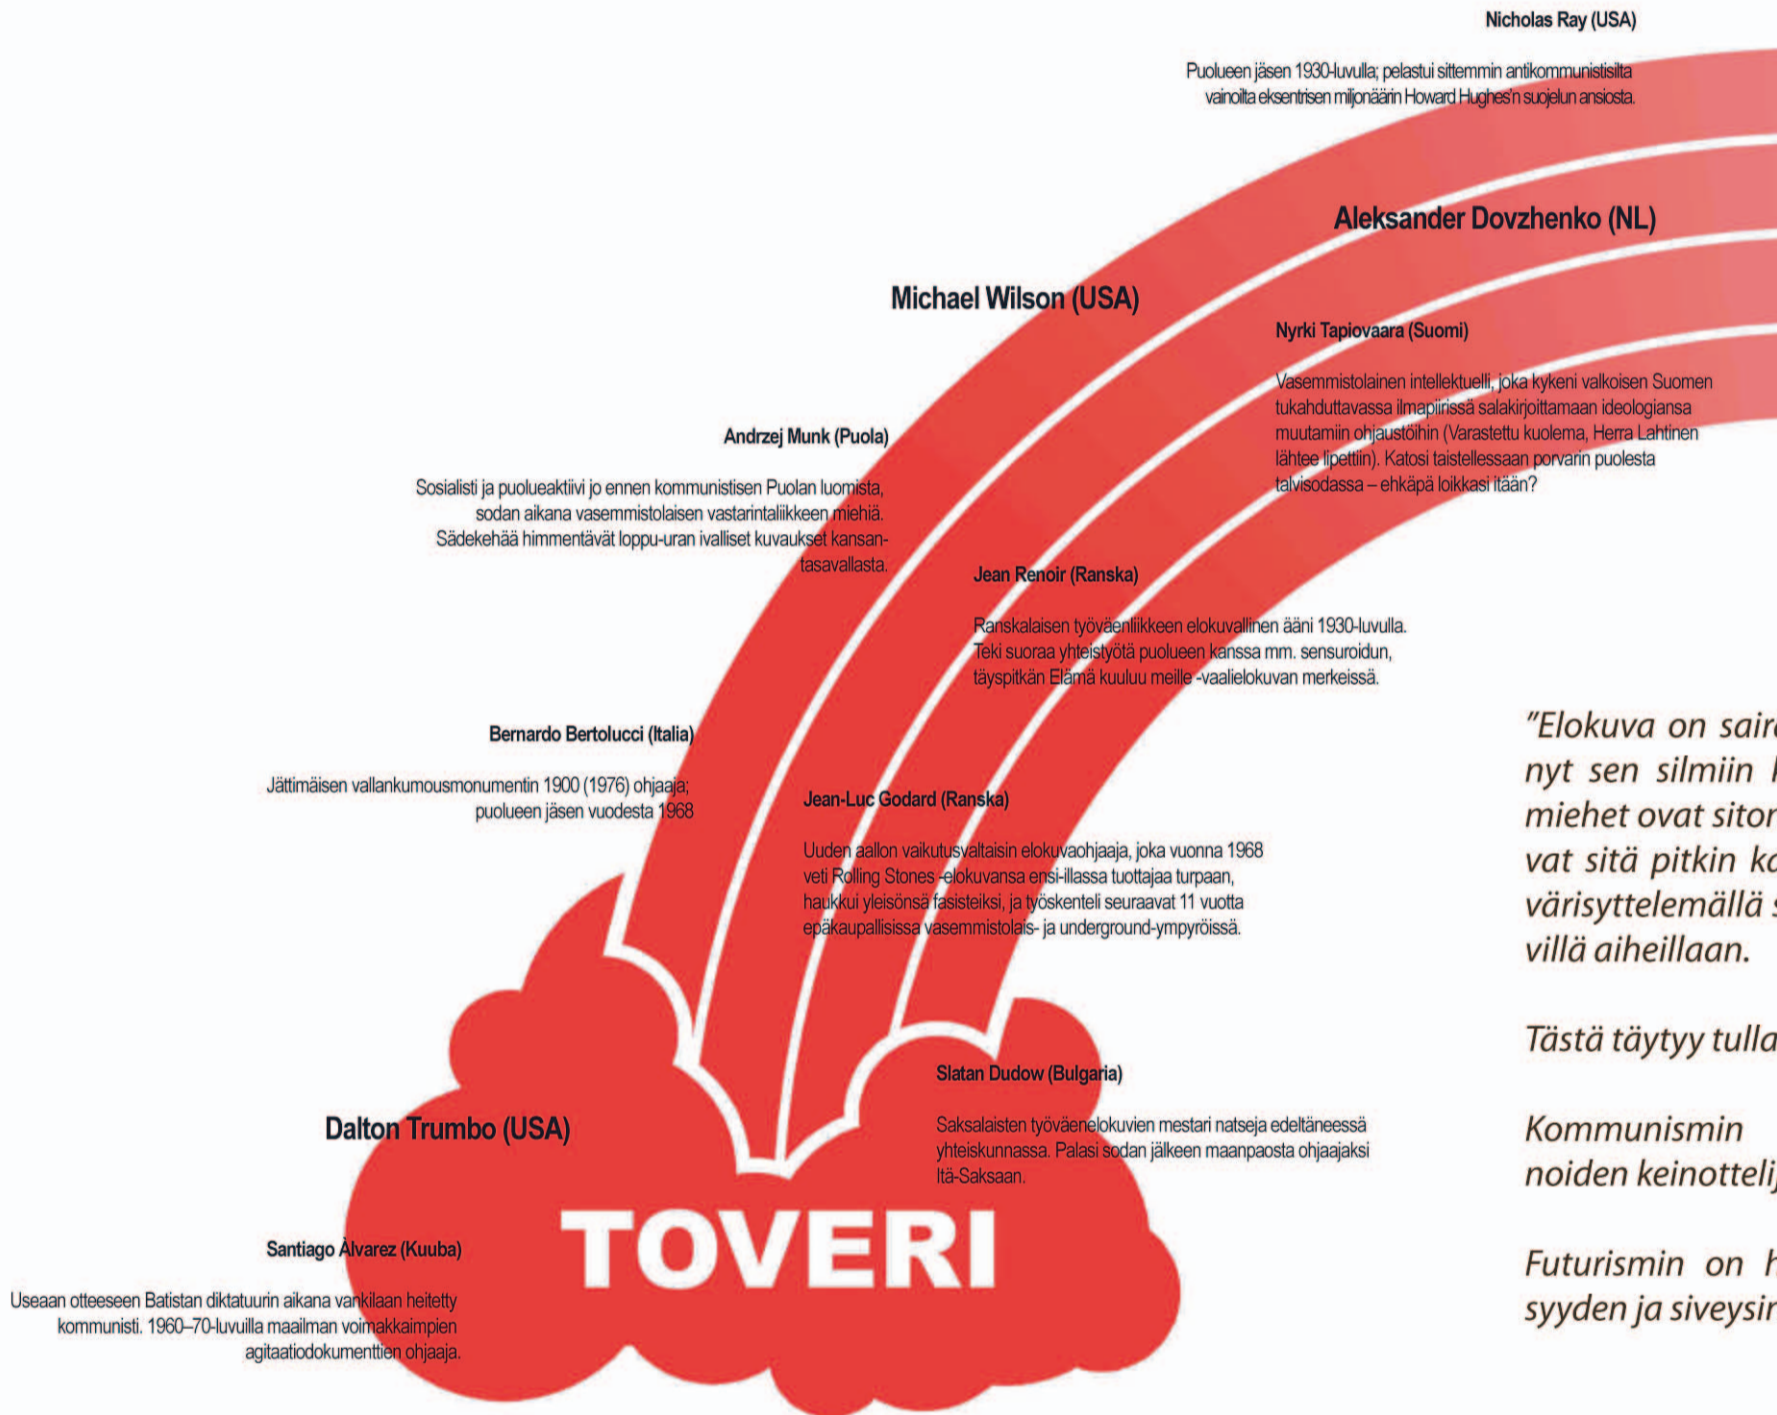 Nicholas Ray (USA)
Puolueen jäsen 1930-luvulla; pelastui sittemmin antikommunistisilta
vainoilta eksentrisen miljonäärin Howard Hughes'n suojelun ansiosta.
Aleksander Dovzhenko (NL)
Michael Wilson (USA)
Nyrki Tapiovaara (Suomi)
Vasemmistolainen intellektuelli, joka kykeni valkoisen Suomen
tukahduttavassa ilmapiirissä salakirjoittamaan ideologiansa
muutamiin ohjaustöihin (Varastettu kuolema, Herra Lahtinen
lähtee lipettiin). Katosi taistellessaan porvarin puolesta
talvisodassa – ehkäpä loikkasi itään?
Andrzej Munk (Puola)
Sosialisti ja puolueaktiivi jo ennen kommunistisen Puolan luomista,
sodan aikana vasemmistolaisen vastarintaliikkeen miehiä.
Sädekehää himmentävät loppu-uran ivalliset kuvaukset kansan-
tasavallasta.
Jean Renoir (Ranska)
Ranskalaisen työväenliikkeen elokuvallinen ääni 1930-luvulla.
Teki suoraa yhteistyötä puolueen kanssa mm. sensuroidun,
täyspitkän Elämä kuuluu meille -vaalielokuvan merkeissä.
Bernardo Bertolucci (Italia)
Jättimäisen vallankumousmonumentin 1900 (1976) ohjaaja;
puolueen jäsen vuodesta 1968
Jean-Luc Godard (Ranska)
Uuden aallon vaikutusvaltaisin elokuvaohjaaja, joka vuonna 1968
veti Rolling Stones -elokuvansa ensi-illassa tuottajaa turpaan,
haukkui yleisönsä fasisteiksi, ja työskenteli seuraavat 11 vuotta
epäkaupallisissa vasemmistolais- ja underground-ympyröissä.
Slatan Dudow (Bulgaria)
Saksalaisten työväenelokuvien mestari natseja edeltäneessä
yhteiskunnassa. Palasi sodan jälkeen maanpaosta ohjaajaksi
Itä-Saksaan.
Dalton Trumbo (USA)
TOVERI
Santiago Àlvarez (Kuuba)
Useaan otteeseen Batistan diktatuurin aikana vankilaan heitetty
kommunisti. 1960–70-luvuilla maailman voimakkaimpien
agitaatiodokumenttien ohjaaja.
"Elokuva on
nyt sen silmiin
miehet ovat
vat sitä pitkin
värisyttelemällä
villä aiheillaan.
Tästä täytyy tulla
Kommunismin
noiden
Futurismin on
syyden ja